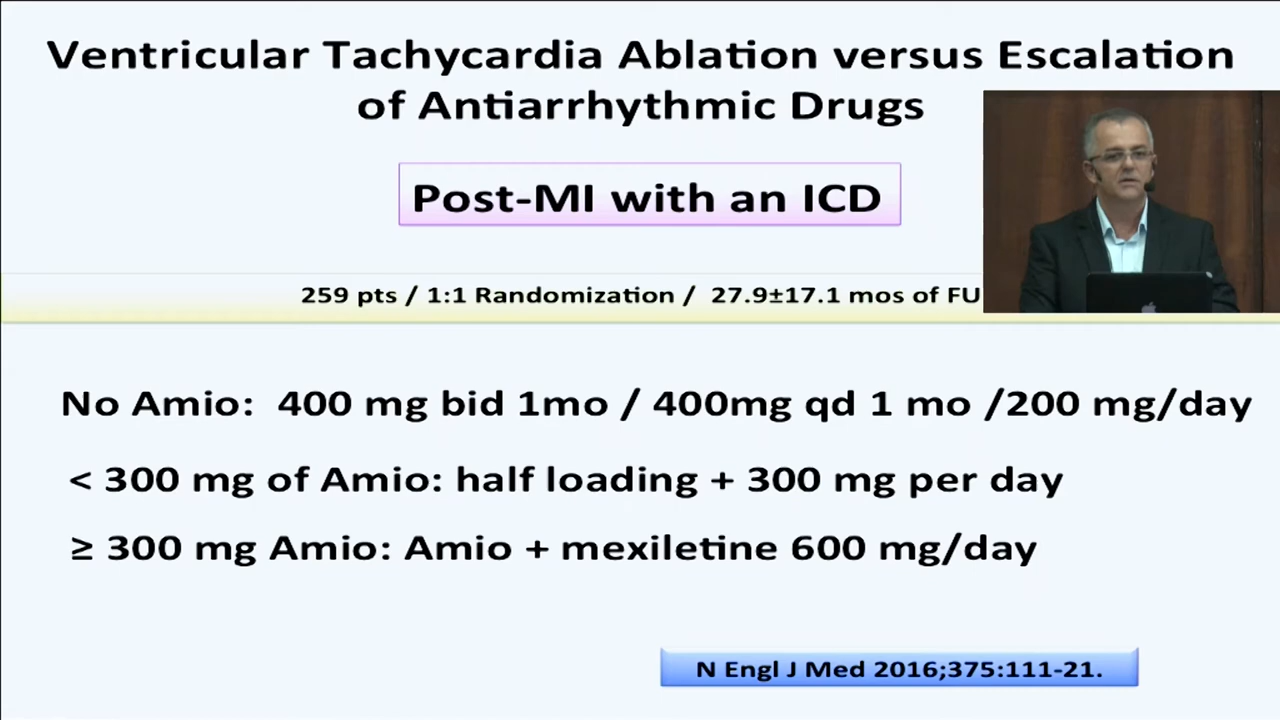 Ventricular Tachycardia Ablation versus Escalation
of Antiarrhythmic Drugs
Post-MI with an ICD
259 pts / 1:1 Randomization / 27.9±17.1 mos of FU
No Amio: 400 mg bid 1mo / 400mg qd 1 mo /200 mg/day
< 300 mg of Amio: half loading + 300 mg per day
≥ 300 mg Amio: Amio + mexiletine 600 mg/day
N Engl J Med 2016;375:111-21.